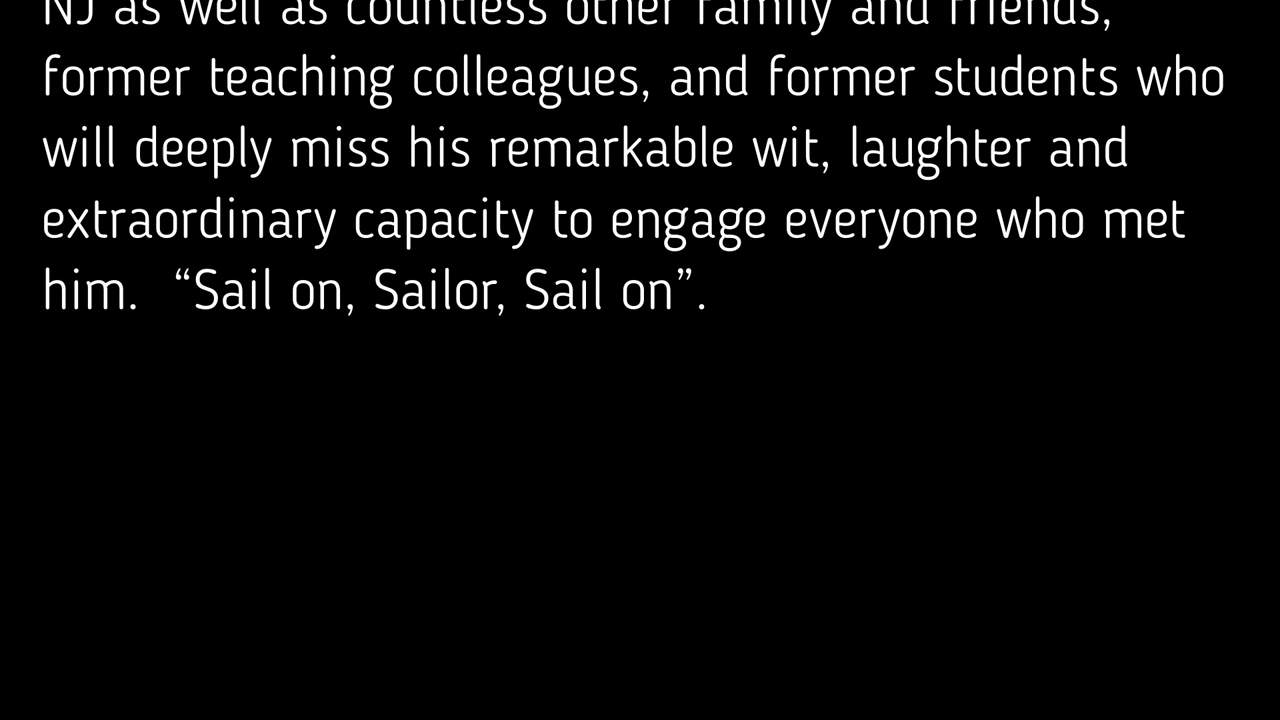 NJ as well as countless other family and friends,
former teaching colleagues, and former students who
will deeply miss his remarkable wit, laughter and
extraordinary capacity to engage everyone who met
him.  “Sail on, Sailor, Sail on”.